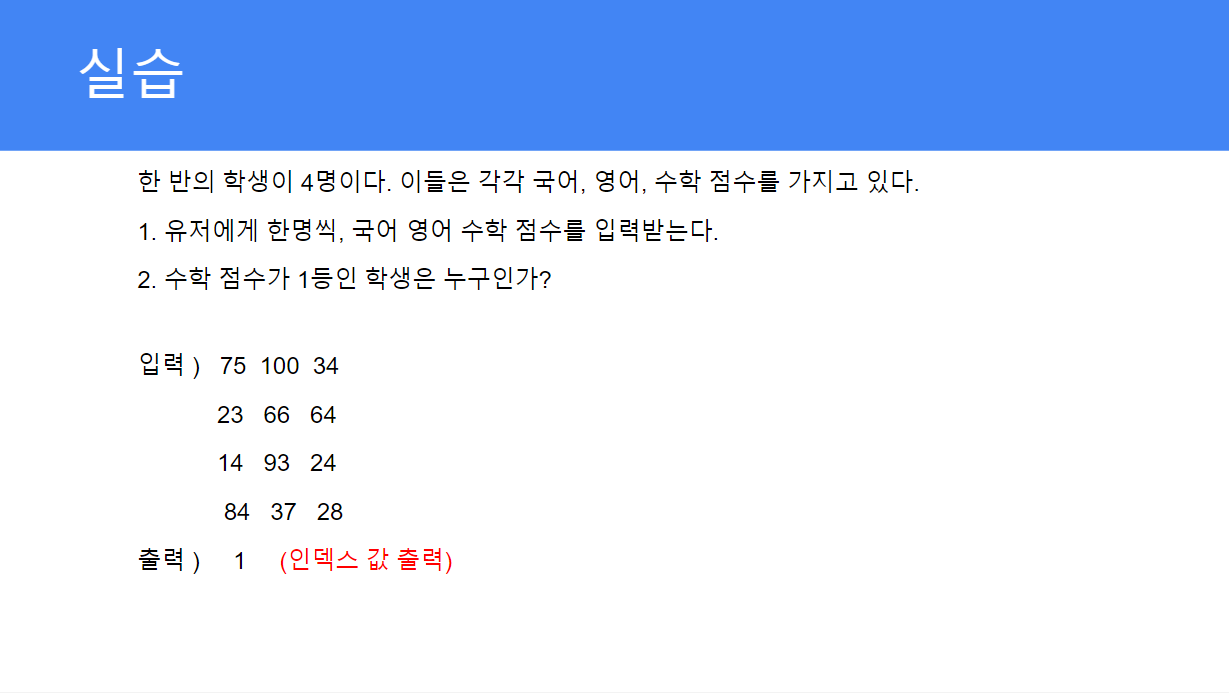 실습
한 반의 학생이 4명이다. 이들은 각각 국어, 영어, 수학 점수를 가지고 있다.
1. 유저에게 한명씩, 국어 영어 수학 점수를 입력받는다.
2. 수학 점수가 1등인 학생은 누구인가?
입력 ) 75 100 34
23 66 64
14 93 24
84 37 28
출력 ) 1 (인덱스 값 출력)